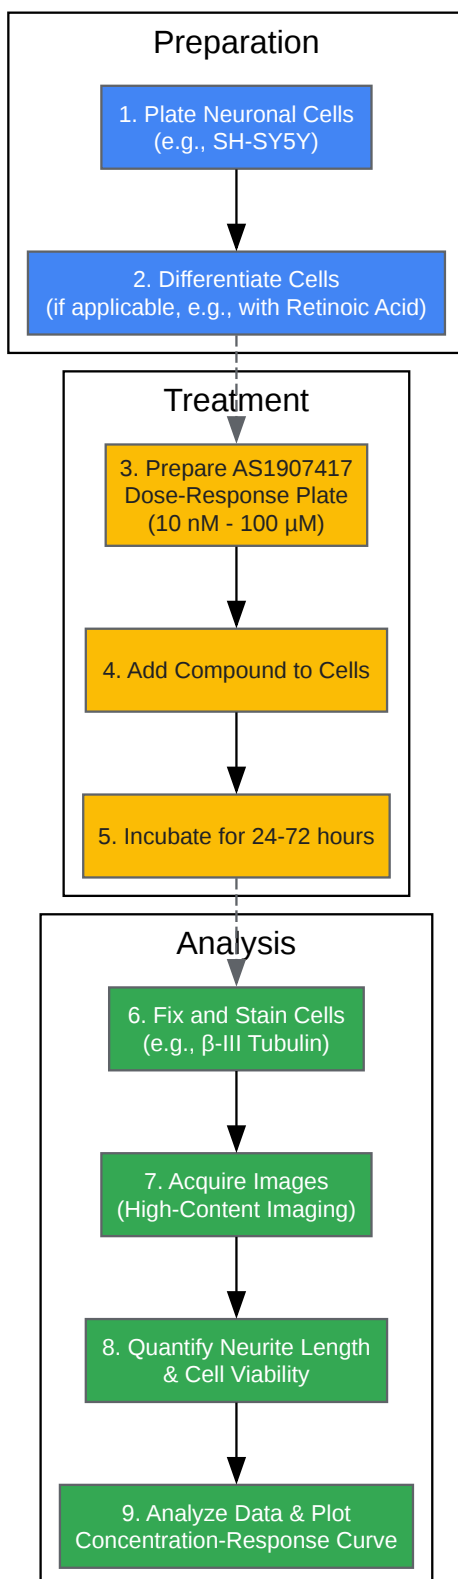 Preparation
1. Plate Neuronal Cells
(e.g., SH-SY5Y)
2. Differentiate Cells
(if applicable, e.g., with Retinoic Acid)
Treatment
3. Prepare AS1907417
Dose-Response Plate
(10 nM - 100 µM)
4. Add Compound to Cells
5. Incubate for 24-72 hours
Analysis
6. Fix and Stain Cells
(e.g., β-III Tubulin)
7. Acquire Images
(High-Content Imaging)
8. Quantify Neurite Length
& Cell Viability
9. Analyze Data & Plot
Concentration-Response Curve